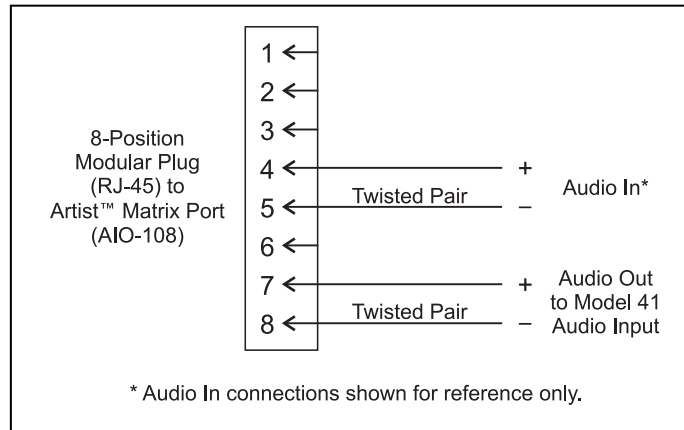 8-Position
Modular Plug
(RJ-45) to
Artist™ Matrix Port
(AIO-108)
1
2
3
4
5
6
7
8
Twisted Pair
+
–
Audio In*
Twisted Pair
+
–
Audio Out
to Model 41
Audio Input
* Audio In connections shown for reference only.